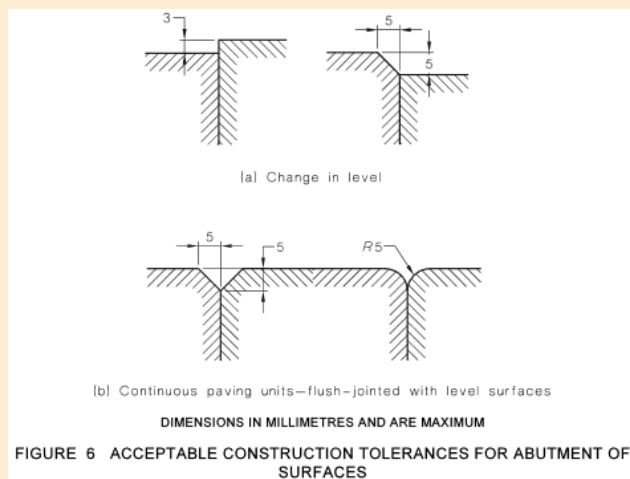 3
5
5
(a) Change in level
5
5
R5
(b) Continuous paving units—flush-jointed with level surfaces
DIMENSIONS IN MILLIMETRES AND ARE MAXIMUM
FIGURE 6 ACCEPTABLE CONSTRUCTION TOLERANCES FOR ABUTMENT OF
SURFACES